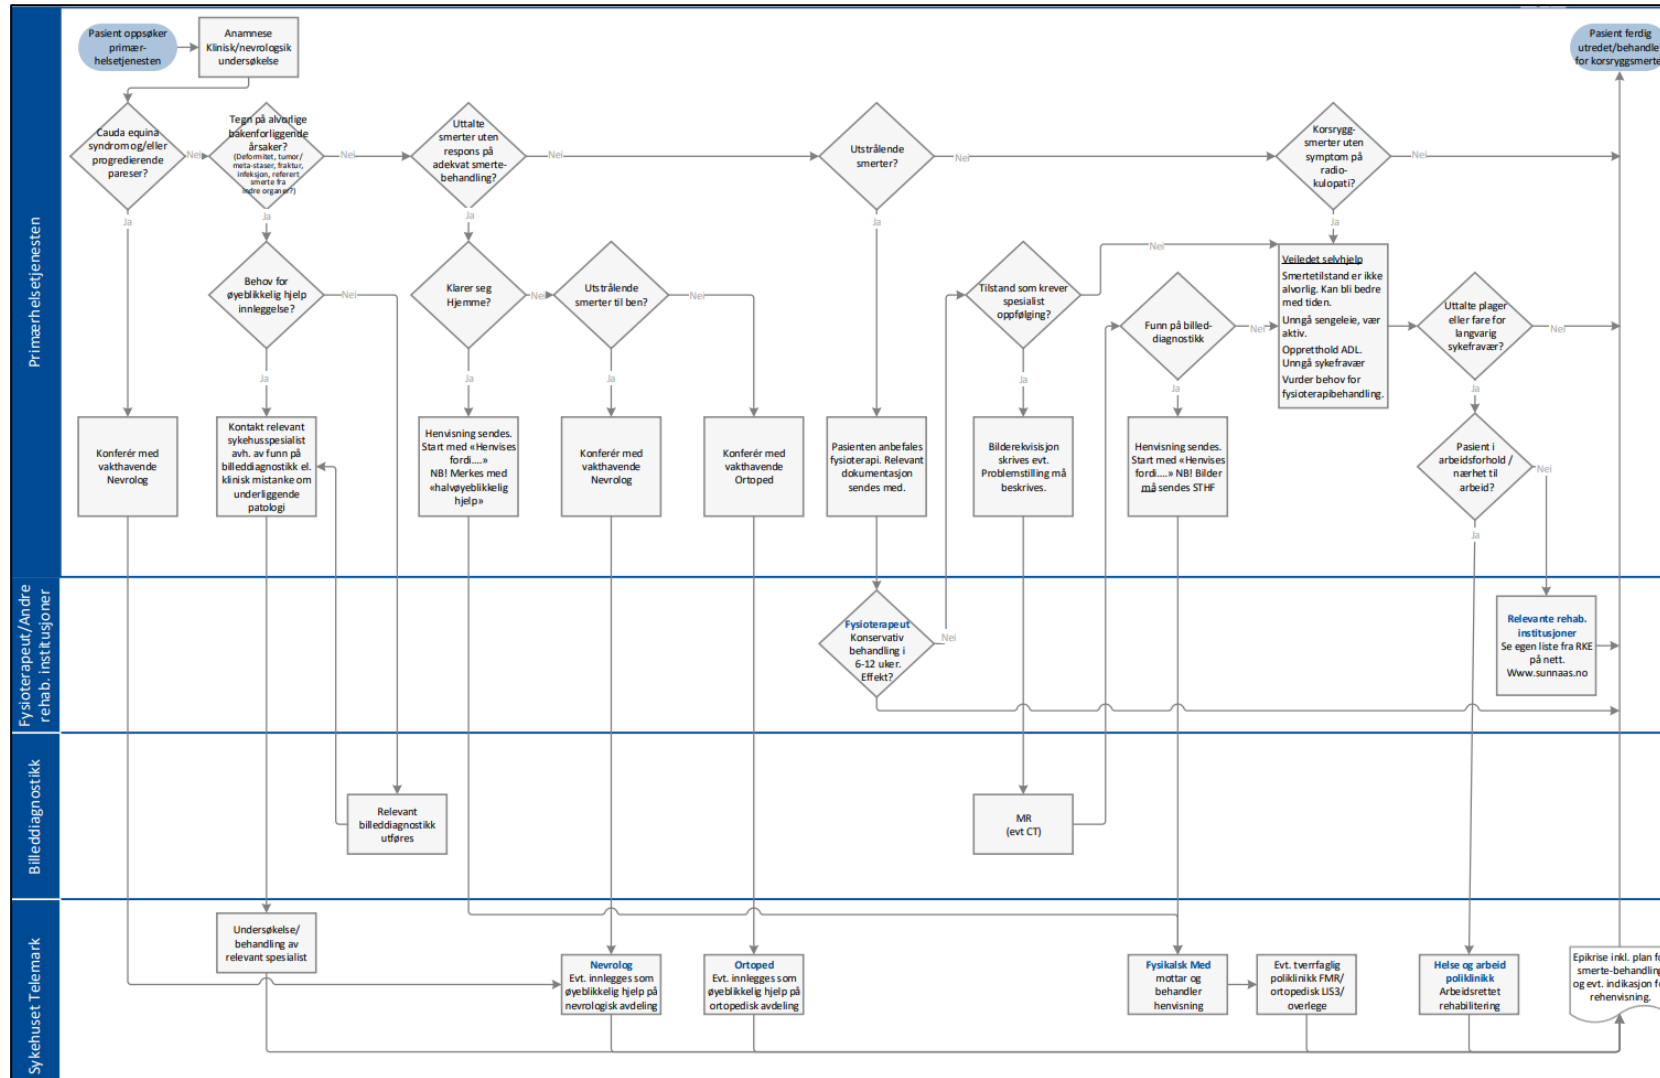 Primærhelsetjenesten
Pasient oppsøker
primær-
helsetjenesten
Anamnese
Klinisk/nevrologsik
undersøkelse
Pasient ferdig
utredet/behandle
for korsryggsmerte
Cauda equina
syndrom og/eller
progredierende
pareser?
Nei
Ja
Tegn på alvorlige
bakenforliggende
årsaker?
(Deformitet, tumor/
meta-staser, fraktur,
infeksjon, referert
smerte fra
indre organer?)
Nei
Ja
Uttalte
smerter uten
respons på
adekvat smerte-
behandling?
Nei
Ja
Utstrålende
smerter?
Nei
Ja
Korsrygg-
smerter uten
symptom på
radio-
kulopati?
Nei
Ja
Behov for
øyeblikkelig hjelp
innleggelse?
Nei
Ja
Klarer seg
Hjemme?
Nei
Ja
Utstrålende
smerter til ben?
Nei
Ja
Tilstand som krever
spesialist
oppfølging?
Nei
Ja
Funn på billed-
diagnostikk
Nei
Ja
Veiledet selvhjelp
Smertetilstand er ikke
alvorlig. Kan bli bedre
med tiden.
Unngå sengeleie, vær
aktiv.
Oppretthold ADL.
Unngå sykefravær
Vurder behov for
fysioterapibehandling.
Uttalte plager
eller fare for
langvarig
sykefravær?
Nei
Ja
Konferér med
vakthavende
Nevrolog
Kontakt relevant
sykehusspesialist
avh. av funn på
billeddiagnostikk el.
klinisk mistanke om
underliggende
patologi
Henvisning sendes.
Start med «Henvises
fordi....»
NB! Merkes med
«halvøyeblikkelig
hjelp»
Konferér med
vakthavende
Nevrolog
Konferér med
vakthavende
Ortoped
Pasienten anbefales
fysioterapi. Relevant
dokumentasjon
sendes med.
Bilderekvisisjon
skrives evt.
Problemstilling må
beskrives.
Henvisning sendes.
Start med «Henvises
fordi....» NB! Bilder
må sendes STHF
Pasient i
arbeidsforhold /
nærhet til
arbeid?
Nei
Ja
Fysioterapeut/Andre
rehab. institusjoner
Fysioterapeut
Konservativ
behandling i
6-12 uker.
Effekt?
Nei
Relevante rehab.
institusjoner
Se egen liste fra RKE
på nett.
Www.sunnaas.no
Billeddiagnostikk
Relevant
billeddiagnostikk
utføres
MR
(evt CT)
Sykehuset Telemark
Undersøkelse/
behandling av
relevant spesialist
Nevrolog
Evt. innlegges som
øyeblikkelig hjelp på
nevrologisk avdeling
Ortoped
Evt. innlegges som
øyeblikkelig hjelp på
ortopedisk avdeling
Fysikalsk Med
mottar og
behandler
henvisning
Evt. tverrfaglig
poliklinikk FMR/
ortopedisk LIS3/
overlege
Helse og arbeid
poliklinikk
Arbeidsrettet
rehabilitering
Epikrise inkl. plan fo
smerte-behandling
og evt. indikasjon fo
rehenvisning.